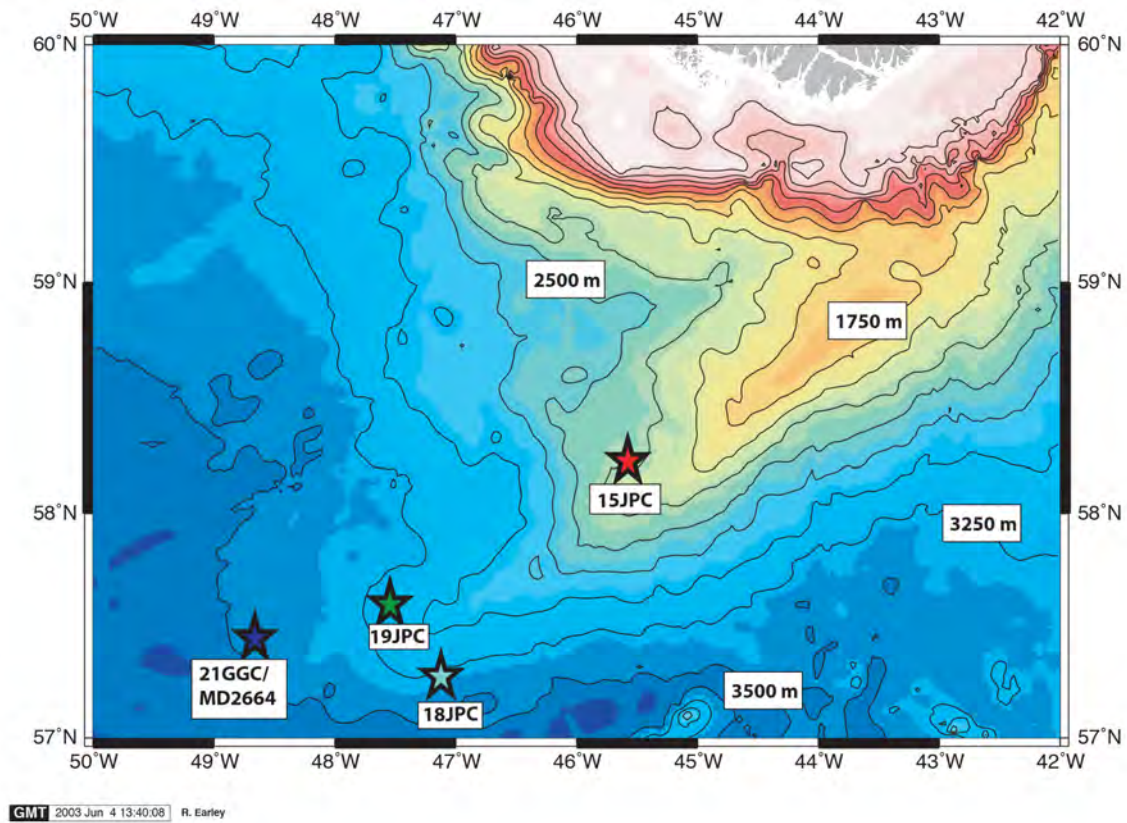 50°W 49°W 48°W 47°W 46°W 45°W 44°W 43°W 42°W
60°N 60°N
59°N 2500 m 59°N
1750 m
15JPC
58°N 58°N
3250 m
19JPC
21GGC/
MD2664
18JPC
3500 m
57°N 57°N
50°W 49°W 48°W 47°W 46°W 45°W 44°W 43°W 42°W
GMT 2003 Jun 4 13:40:08 R. Earley